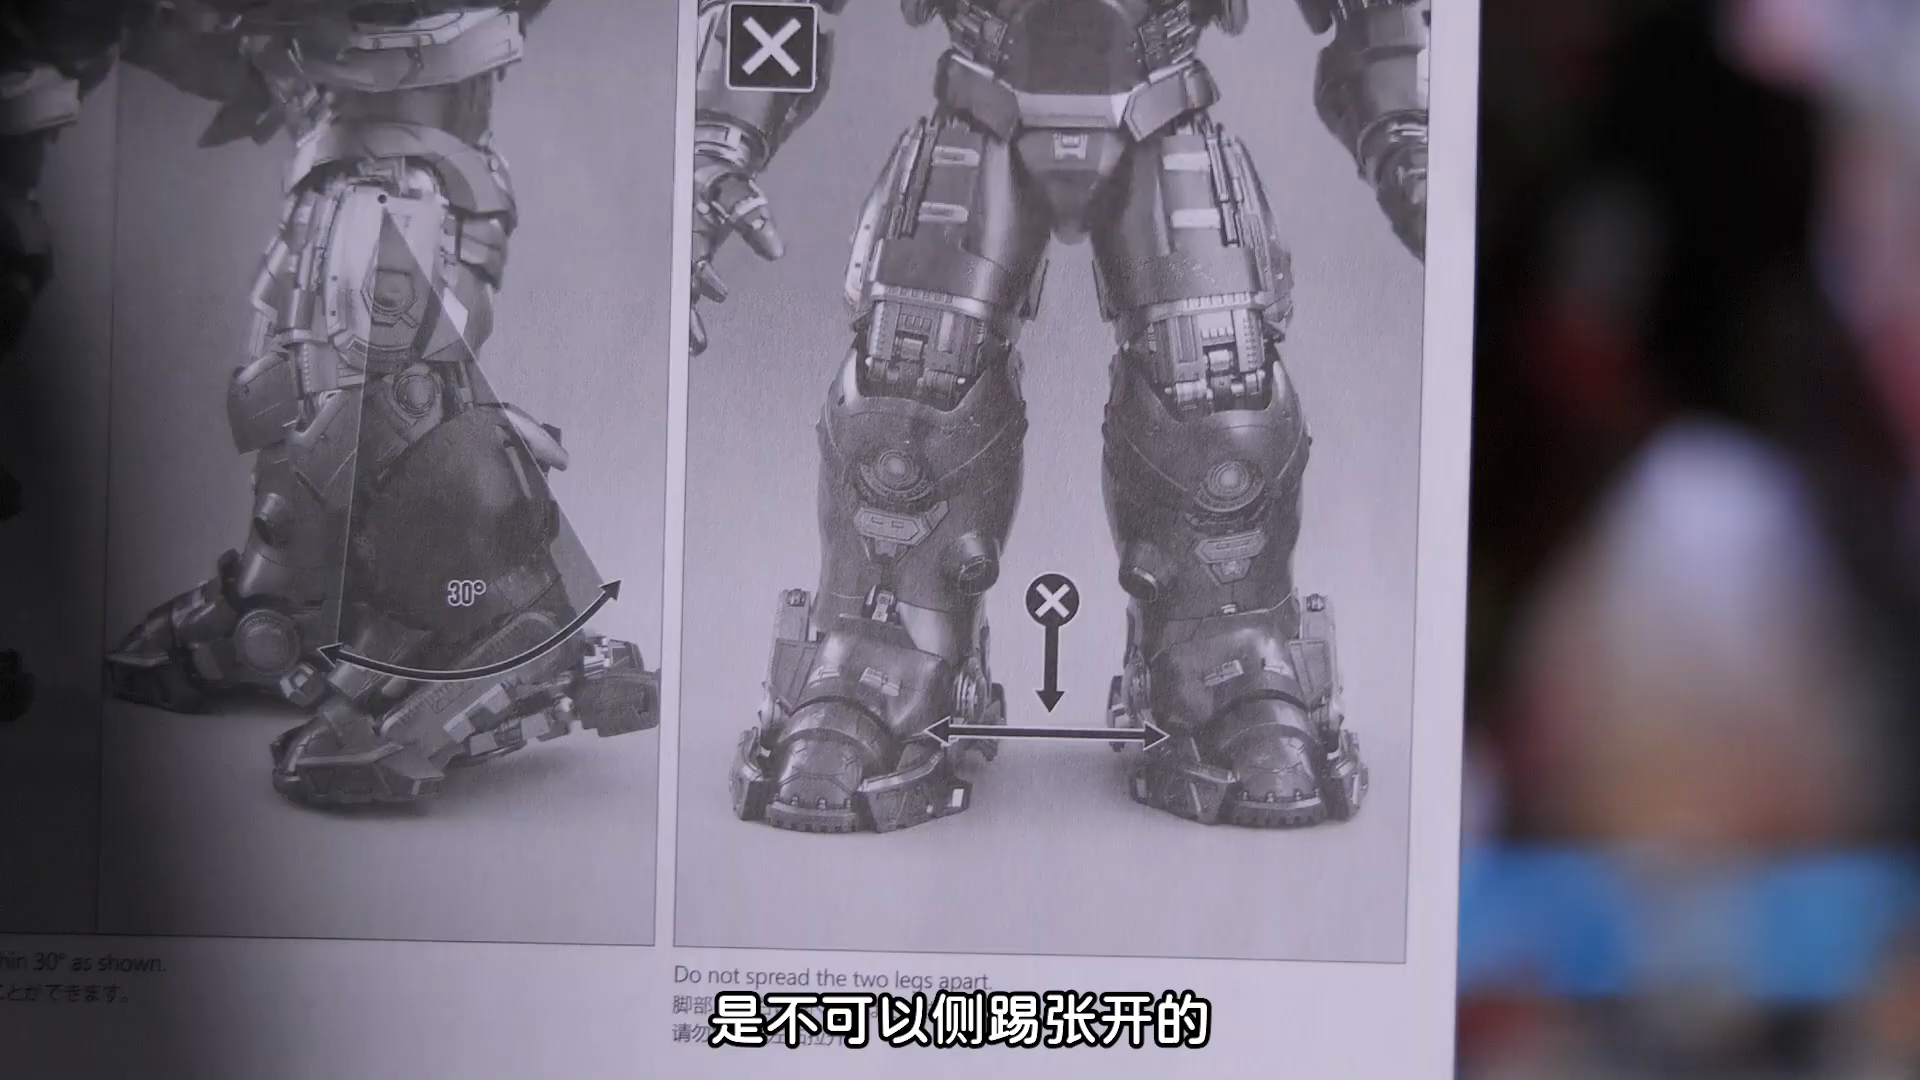 30°
hin 30° as shown.
ことができます。
Do not spread the two legs apart.
脚部
请勿
是不可以侧踢张开的